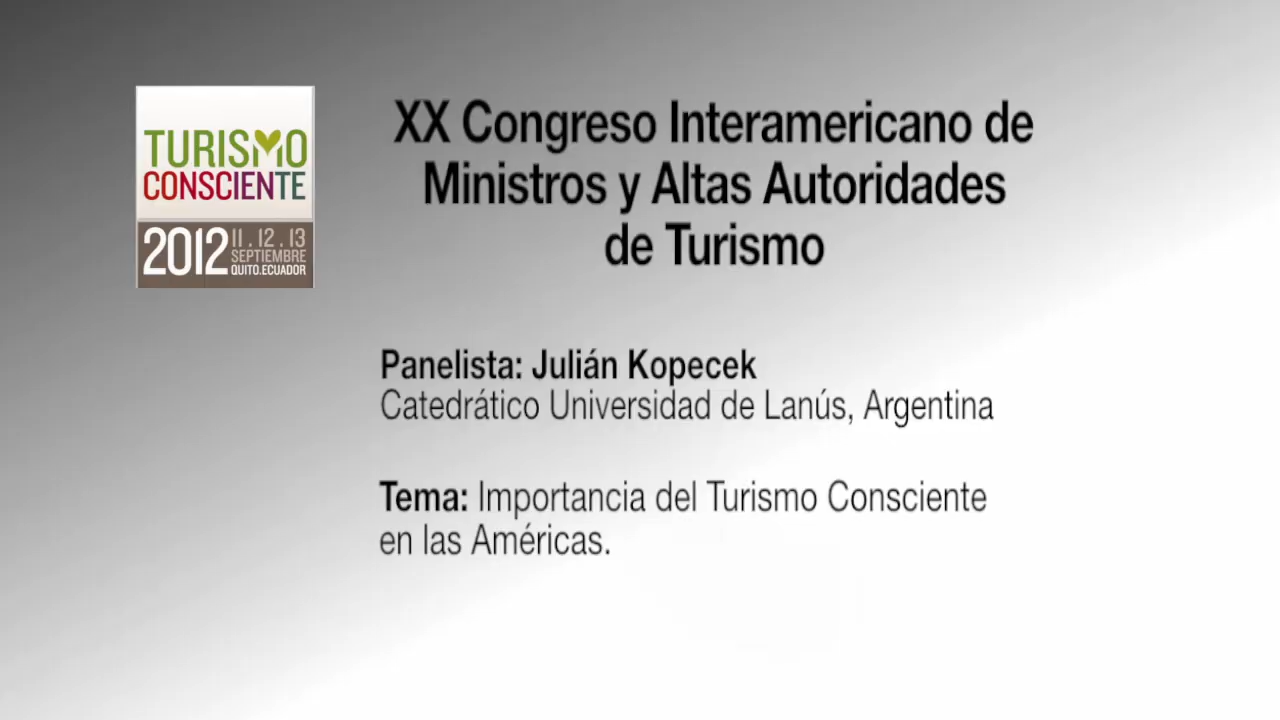 TURISMO
CONSCIENTE
2012 11 . 12 . 13
SEPTIEMBRE
QUITO.ECUADOR
XX Congreso Interamericano de
Ministros y Altas Autoridades
de Turismo
Panelista: Julián Kopecek
Catedrático Universidad de Lanús, Argentina
Tema: Importancia del Turismo Consciente
en las Américas.